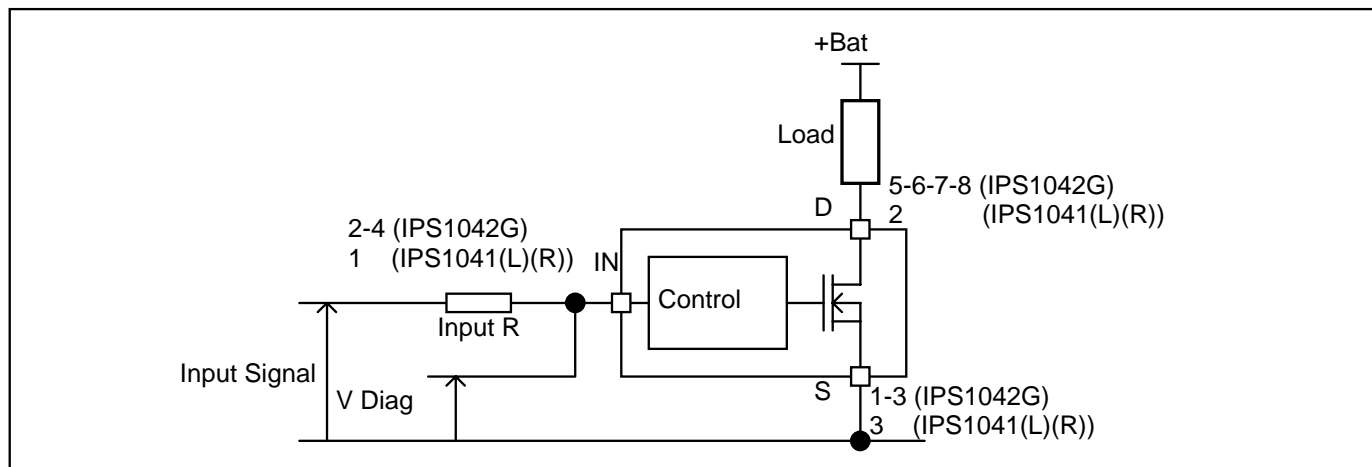 +Bat
Load
5-6-7-8 (IPS1042G)
D
2 (IPS1041(L)(R))
2-4 (IPS1042G)
1 (IPS1041(L)(R))
IN
Control
Input R
Input Signal
V Diag
S
1-3 (IPS1042G)
3 (IPS1041(L)(R))